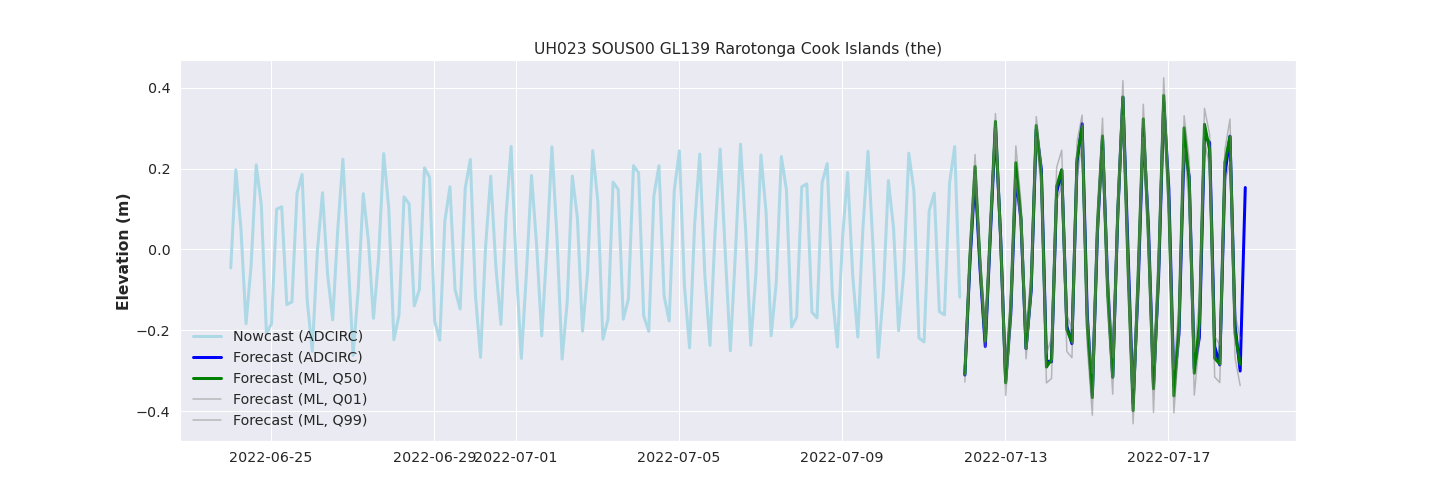 UH023 SOUS00 GL139 Rarotonga Cook Islands (the)
Elevation (m)
0.4
0.2
0.0
−0.2
−0.4
Nowcast (ADCIRC)
Forecast (ADCIRC)
Forecast (ML, Q50)
Forecast (ML, Q01)
Forecast (ML, Q99)
2022-06-25 2022-06-29 2022-07-01 2022-07-05 2022-07-09 2022-07-13 2022-07-17